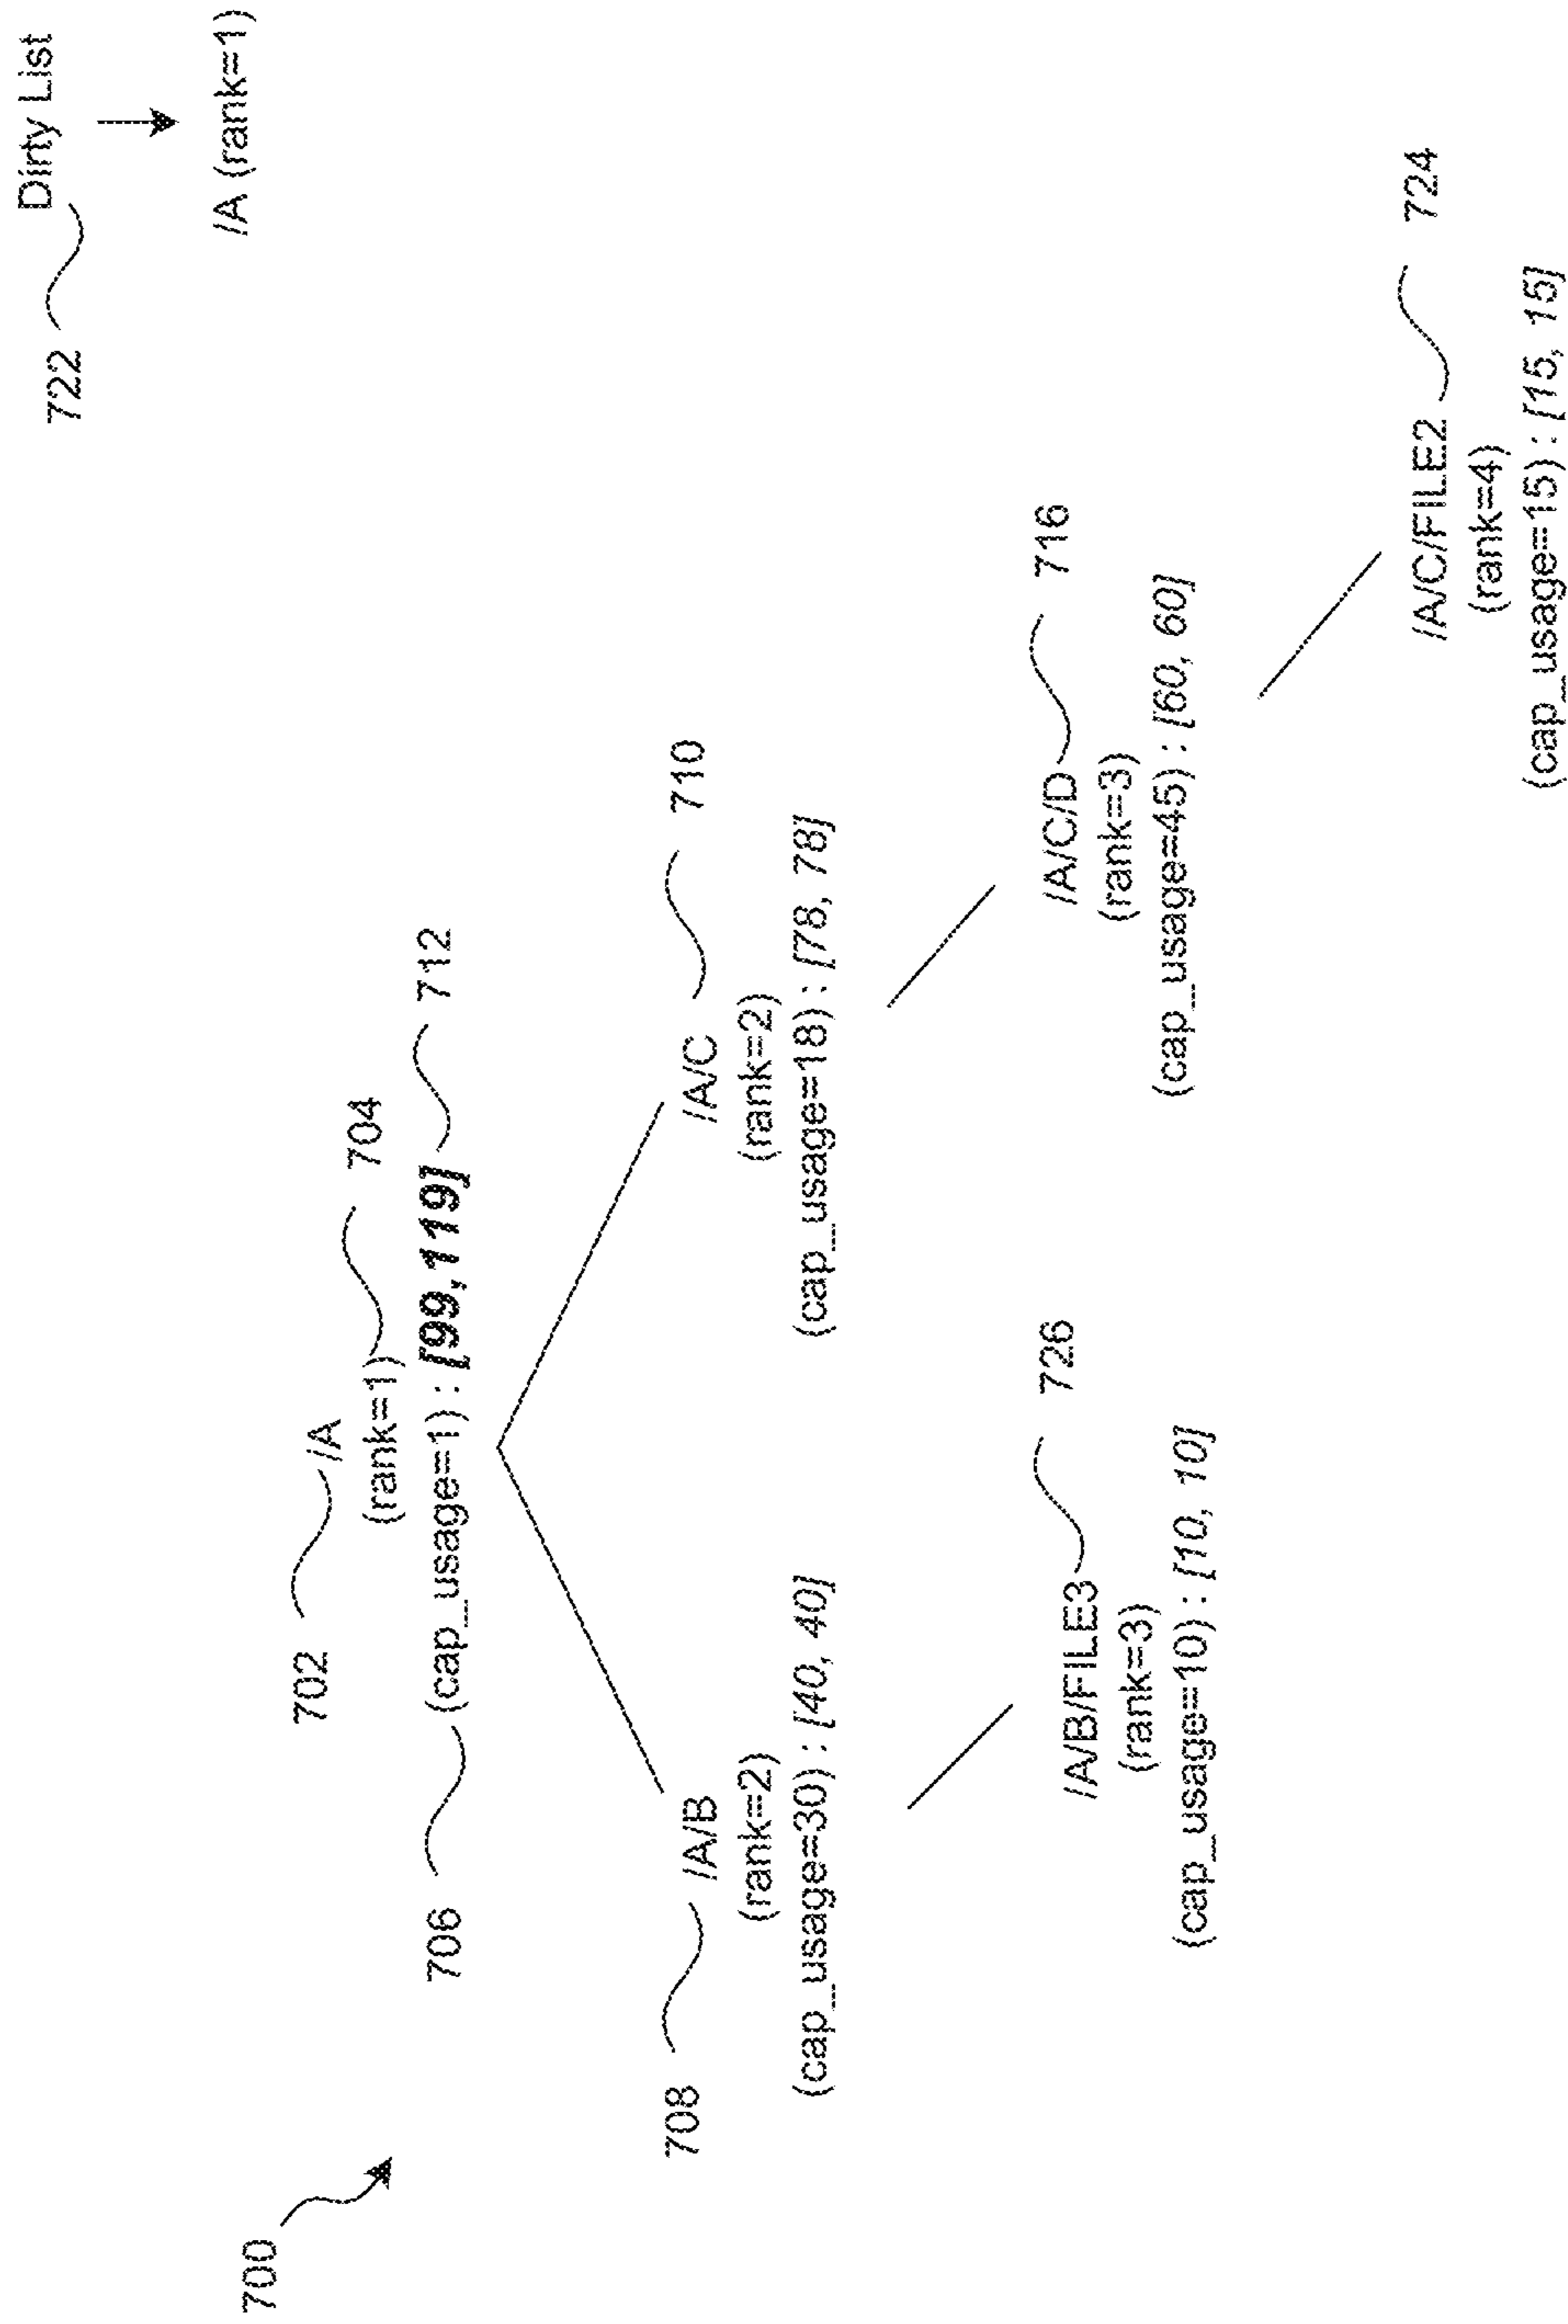 700
722
Dirty List
/A (rank=1)
702
/A
(rank=1)
704
706
(cap_usage=1) : [99,119]
712
708
/A/B
(rank=2)
(cap_usage=30) : [40, 40]
/A/C
710
(rank=2)
(cap_usage=18) : [78, 78]
/A/B/FILE3
726
(rank=3)
(cap_usage=10) : [10, 10]
/A/C/D
716
(rank=3)
(cap_usage=45) : [60, 60]
/A/C/FILE2
724
(rank=4)
(cap_usage=15) : [15, 15]